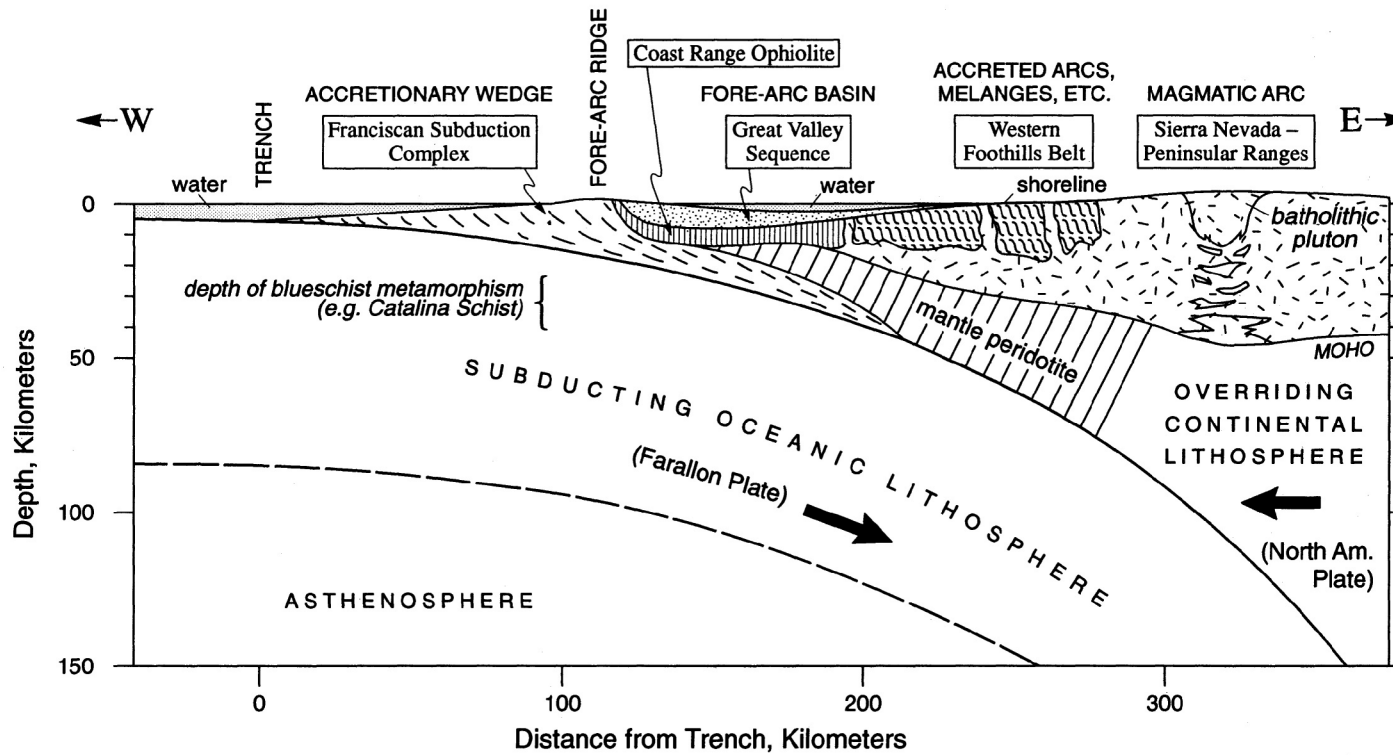 W
E
TRENCH
ACCRETIONARY WEDGE
Franciscan Subduction
Complex
FORE-ARC RIDGE
Coast Range Ophiolite
FORE-ARC BASIN
Great Valley
Sequence
ACCRETED ARCS,
MELANGES, ETC.
Western
Foothills Belt
MAGMATIC ARC
Sierra Nevada –
Peninsular Ranges
water
water
shoreline
batholithic
pluton
depth of blueschist metamorphism
(e.g. Catalina Schist)
mantle peridotite
MOHO
SUBDUCTING OCEANIC LITHOSPHERE
(Farallon Plate)
OVERRIDING
CONTINENTAL
LITHOSPHERE
(North Am.
Plate)
ASTHENOSPHERE
Depth, Kilometers
0
50
100
150
0
100
200
300
Distance from Trench, Kilometers